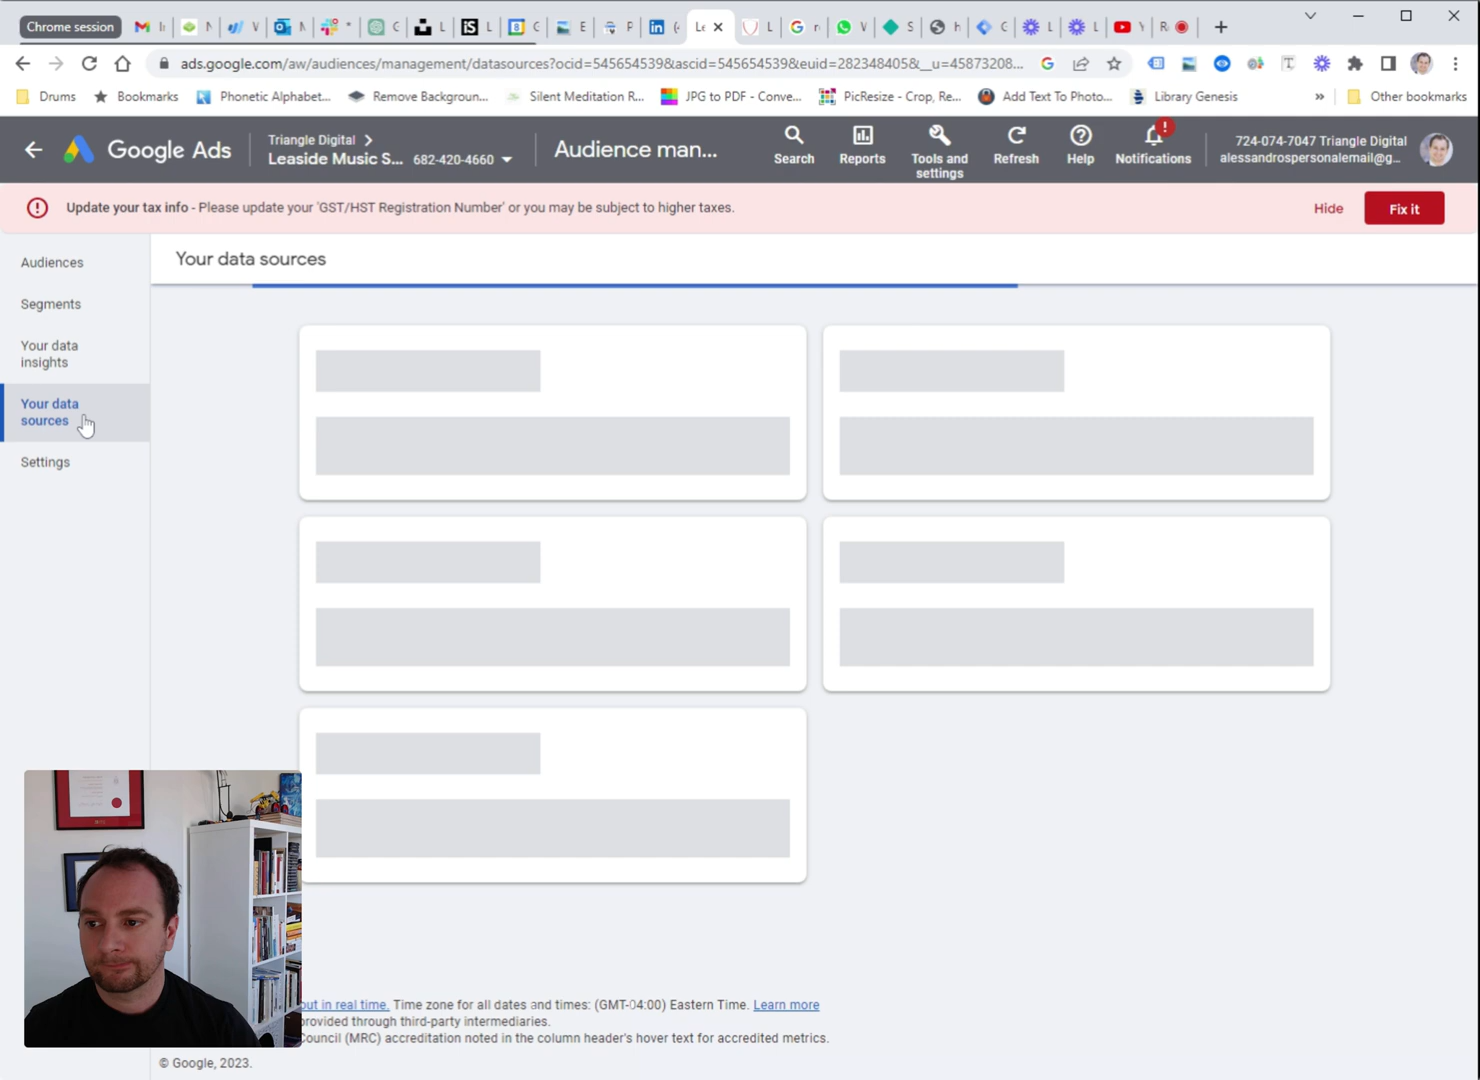 Chrome session
ads.google.com/aw/audiences/management/datasources?ocid=545654539&ascid=545654539&euid=282348405&__u=45873208...
Drums
Bookmarks
Phonetic Alphabet...
Remove Backgroun...
Silent Meditation R...
JPG to PDF - Conve...
PicResize - Crop, Re...
Add Text To Photo...
Library Genesis
»
Other bookmarks
Google Ads
Triangle Digital
Leaside Music S... 682-420-4660
Audience man...
Search
Reports
Tools and
settings
Refresh
Help
Notifications
724-074-7047 Triangle Digital
alessandrospersonalemail@g...
Update your tax info - Please update your 'GST/HST Registration Number' or you may be subject to higher taxes.
Hide
Fix it
Audiences
Segments
Your data
insights
Your data
sources
Settings
Your data sources
out in real time. Time zone for all dates and times: (GMT-04:00) Eastern Time. Learn more
provided through third-party intermediaries.
Council (MRC) accreditation noted in the column header's hover text for accredited metrics.
© Google, 2023.